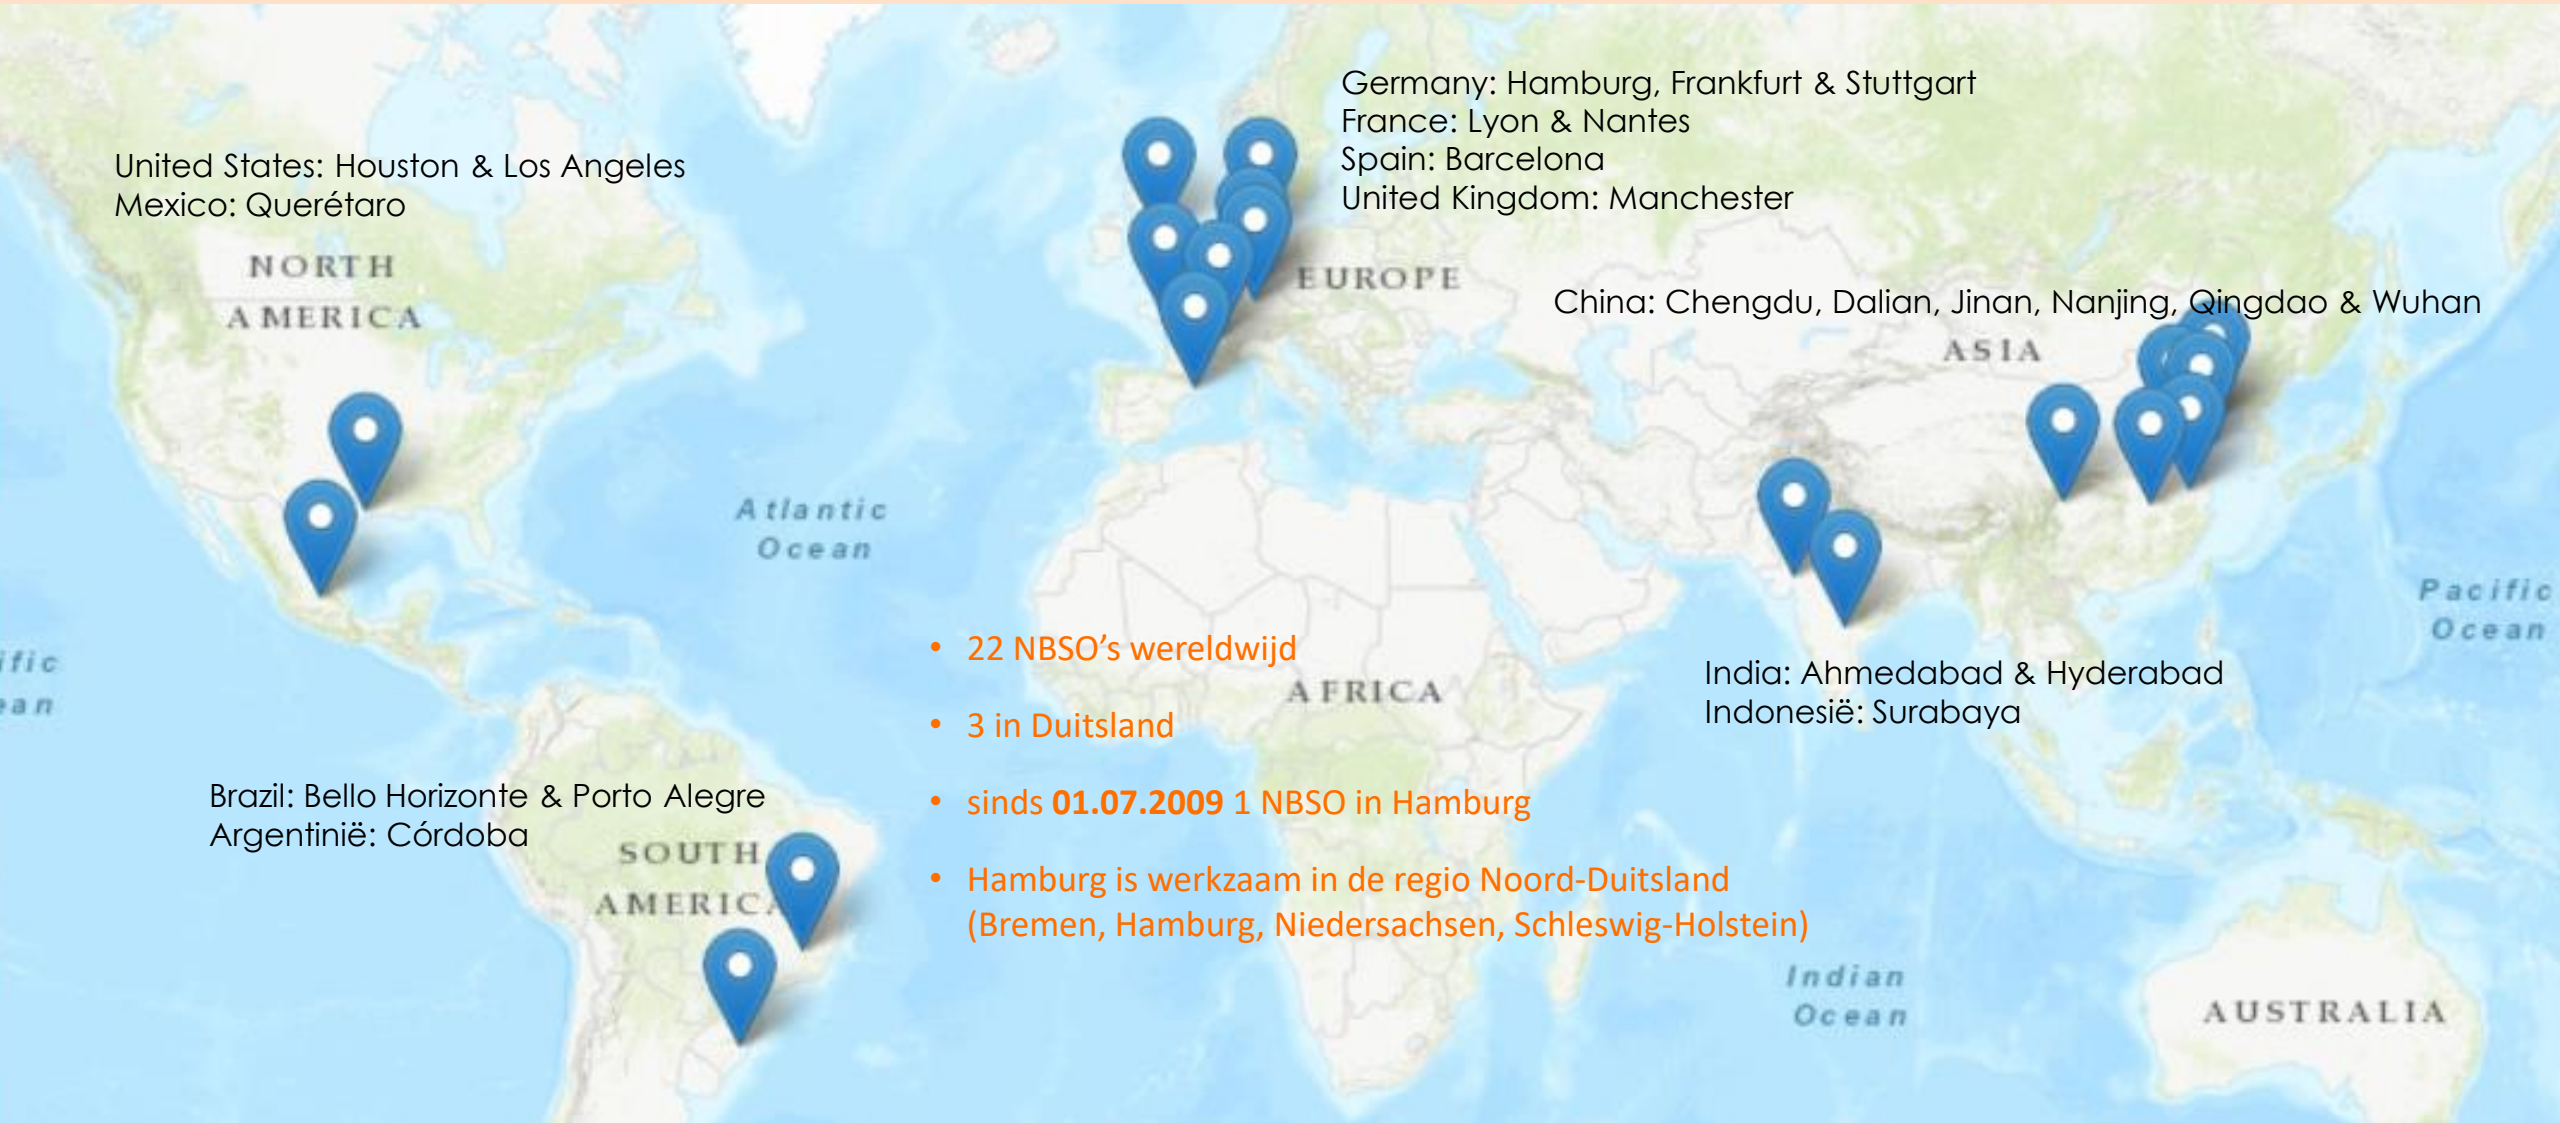 Germany: Hamburg, Frankfurt & Stuttgart
France: Lyon & Nantes
Spain: Barcelona
United Kingdom: Manchester
United States: Houston & Los Angeles
Mexico: Querétaro
NORTH
AMERICA
EUROPE
China: Chengdu, Dalian, Jinan, Nanjing, Qingdao & Wuhan
ASIA
Atlantic
Ocean
Pacific
Ocean
ific
ean
• 22 NBSO’s wereldwijd
AFRICA
• 3 in Duitsland
• sinds 01.07.2009 1 NBSO in Hamburg
• Hamburg is werkzaam in de regio Noord-Duitsland
(Bremen, Hamburg, Niedersachsen, Schleswig-Holstein)
India: Ahmedabad & Hyderabad
Indonesië: Surabaya
Brazil: Bello Horizonte & Porto Alegre
Argentinië: Córdoba
SOUTH
AMERICA
Indian
Ocean
AUSTRALIA